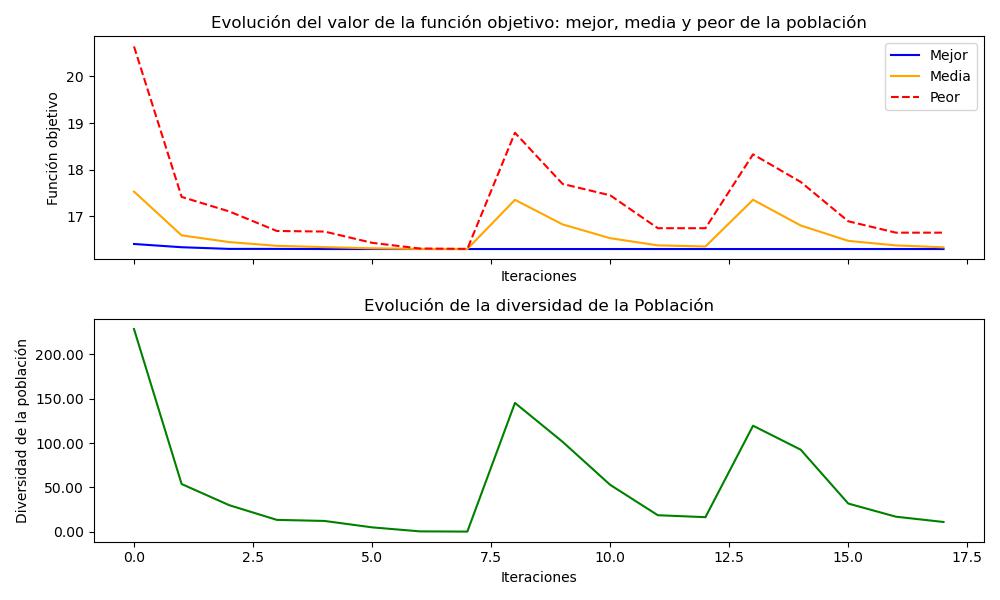 Evolución del valor de la función objetivo: mejor, media y peor de la población
Función objetivo
20
19
18
17
Mejor
Media
Peor
Iteraciones
Evolución de la diversidad de la Población
Diversidad de la población
200.00
150.00
100.00
50.00
0.00
0.0 2.5 5.0 7.5 10.0 12.5 15.0 17.5
Iteraciones